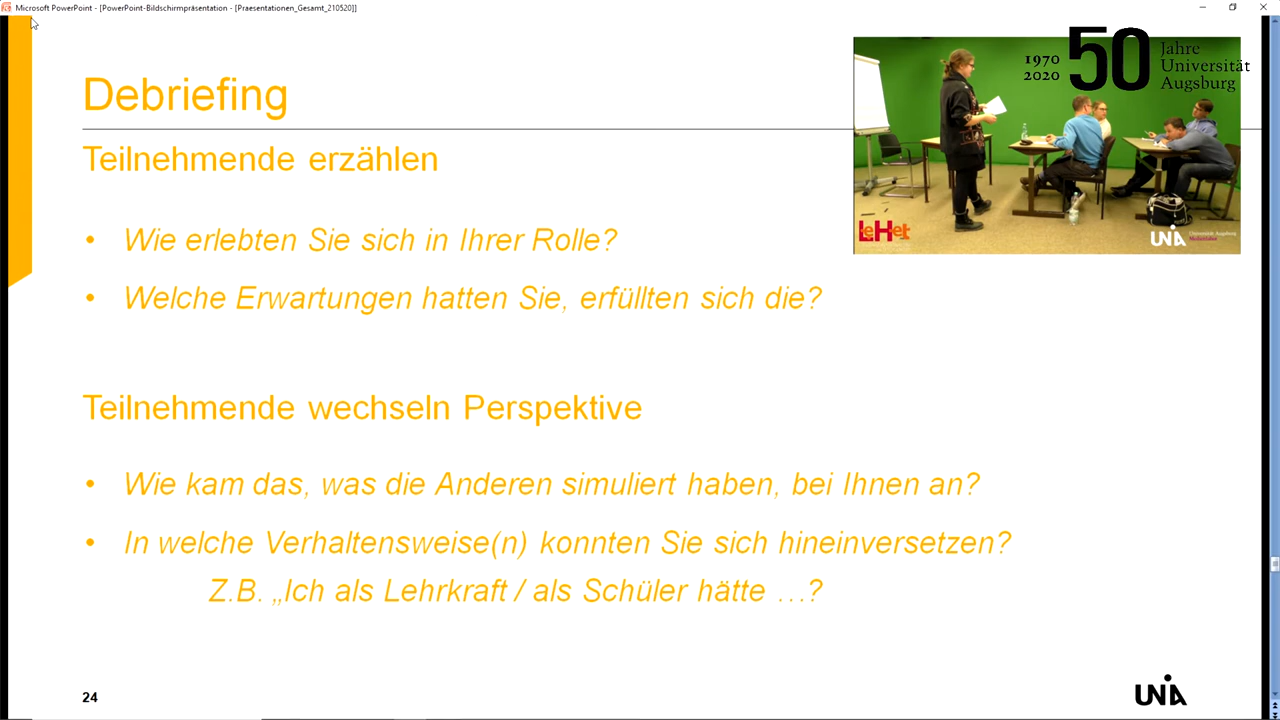 Microsoft PowerPoint - [PowerPoint-Bildschirmpräsentation - [Praesentationen_Gesamt_210520]]
1970
2020
50
Jahre
Universität
Augsburg
Debriefing
Teilnehmende erzählen
• Wie erlebten Sie sich in Ihrer Rolle?
• Welche Erwartungen hatten Sie, erfüllten sich die?
LeHet
UNIA
Universität Augsburg
Teilnehmende wechseln Perspektive
• Wie kam das, was die Anderen simuliert haben, bei Ihnen an?
• In welche Verhaltensweise(n) konnten Sie sich hineinversetzen?
Z.B. „Ich als Lehrkraft / als Schüler hätte …?
24
UNIA